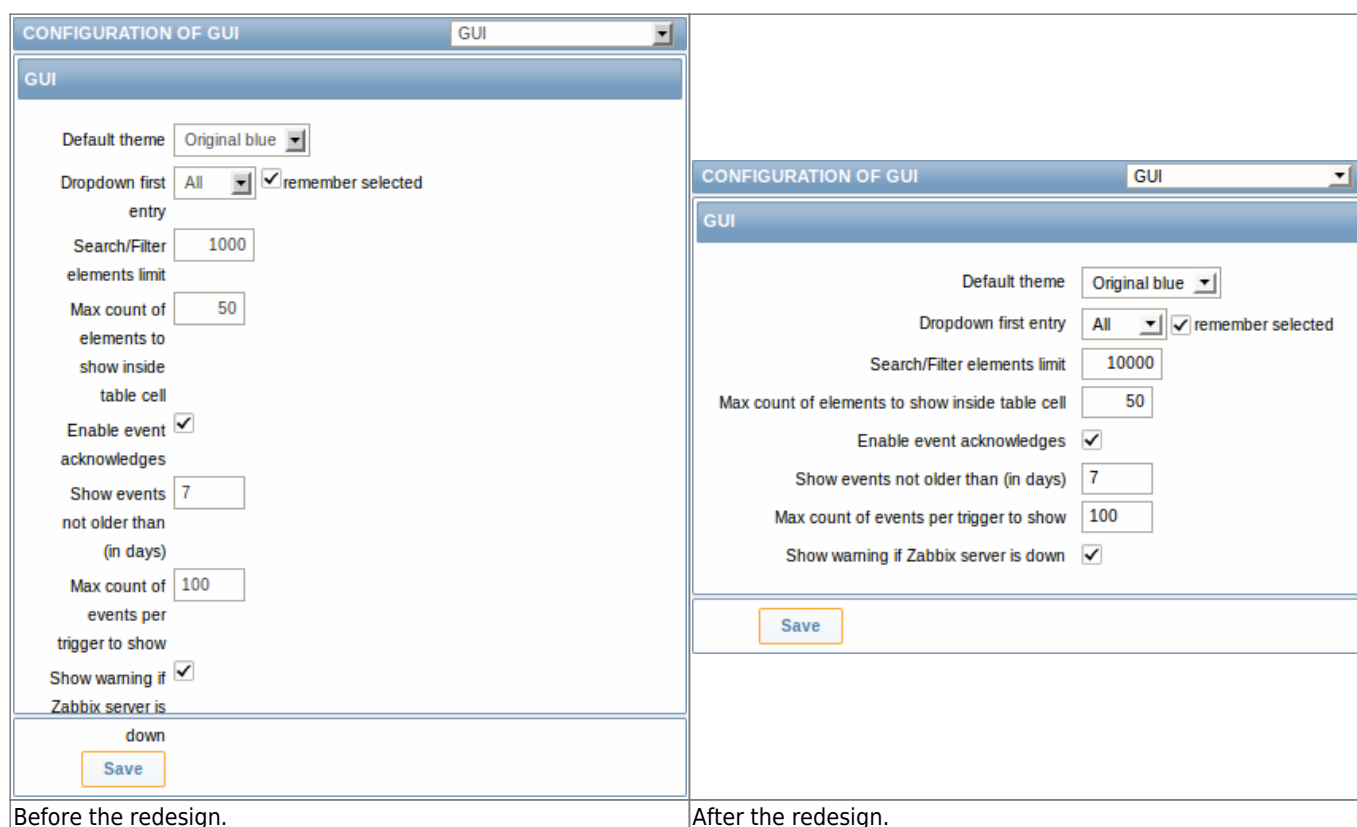 CONFIGURATION OF GUI GUI
GUI
Default theme Original blue
Dropdown first All remember selected
entry
Search/Filter 1000
elements limit
Max count of 50
elements to
show inside
table cell
Enable event
acknowledges
Show events 7
not older than
(in days)
Max count of 100
events per
trigger to show
Show warning if
Zabbix server is
down
Save
Before the redesign.
CONFIGURATION OF GUI GUI
GUI
Default theme Original blue
Dropdown first entry All remember selected
Search/Filter elements limit 10000
Max count of elements to show inside table cell 50
Enable event acknowledges
Show events not older than (in days) 7
Max count of events per trigger to show 100
Show warning if Zabbix server is down
Save
After the redesign.